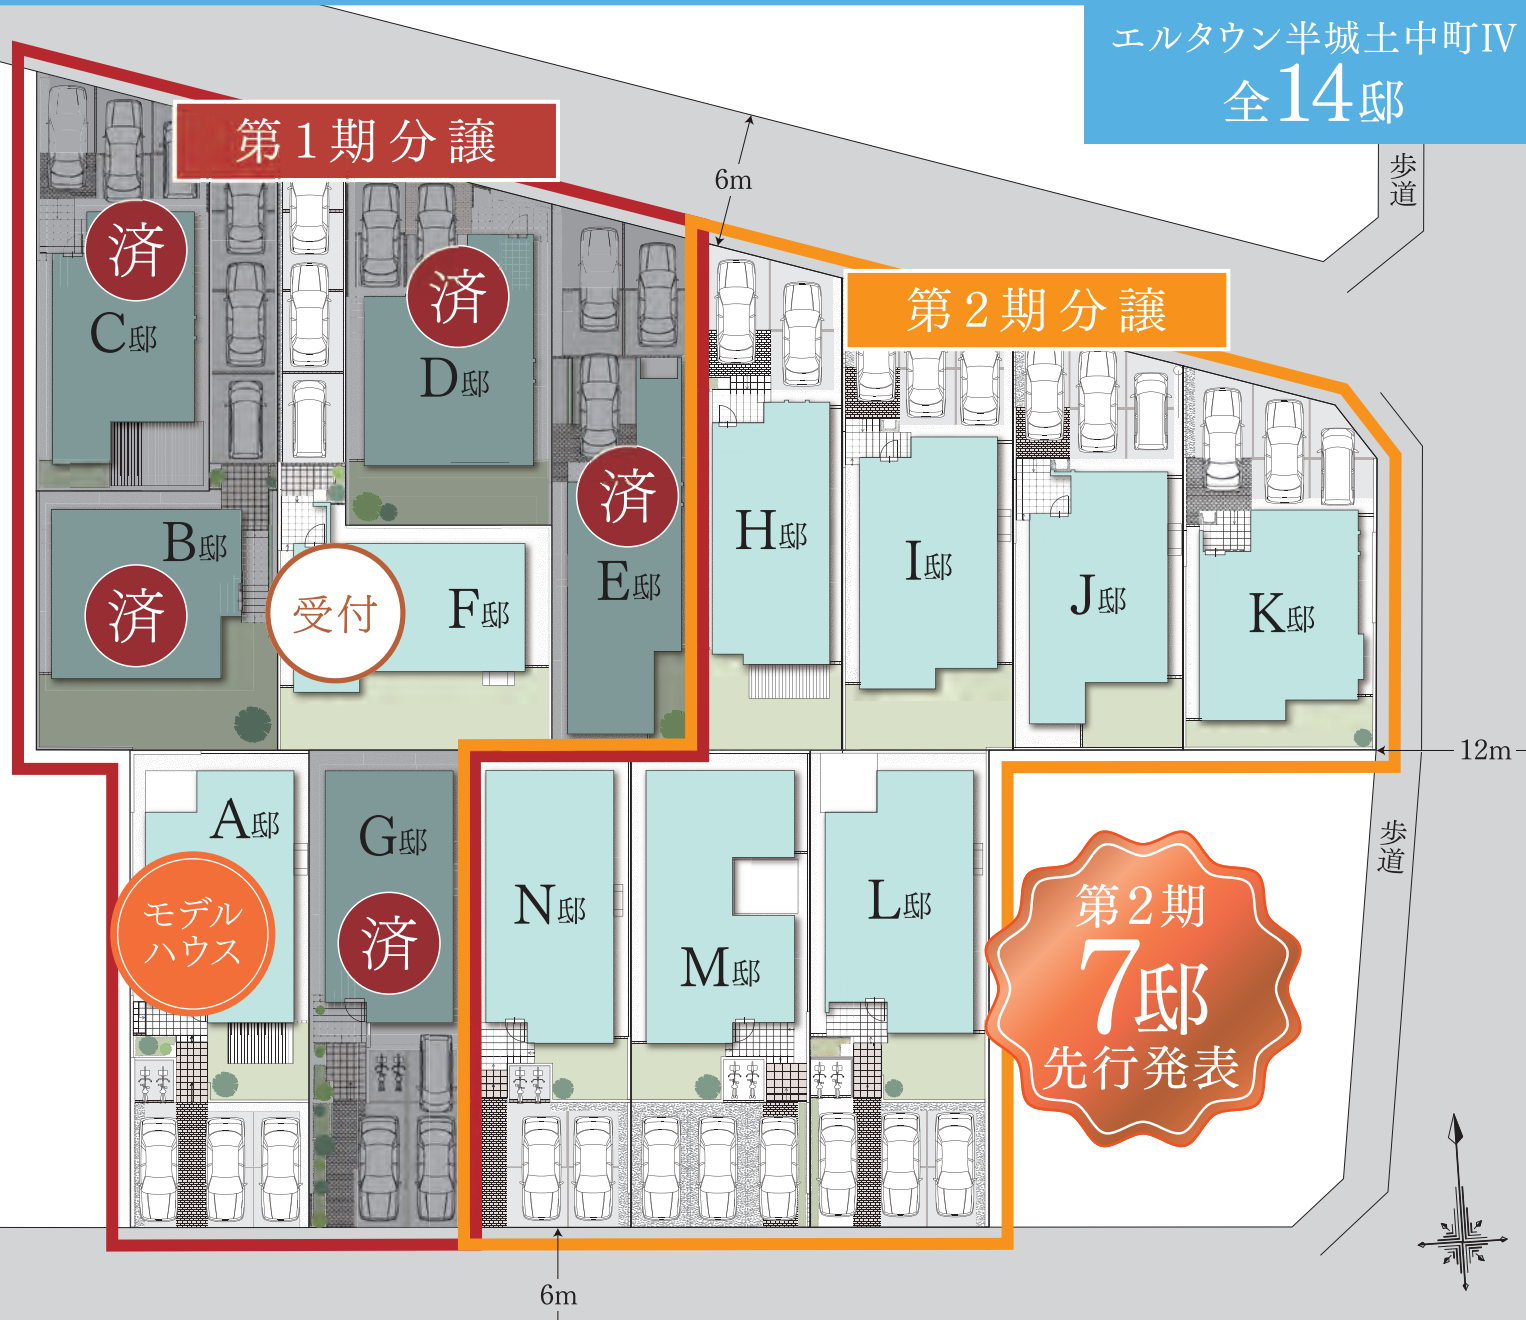 エルタウン半城土中町Ⅳ
全14邸
歩道
第1期分譲
6m
済
C邸
済
D邸
第2期分譲
済
E邸
B邸
済
受付
F邸
H邸
I邸
J邸
K邸
12m
A邸
モデル
ハウス
G邸
済
N邸
M邸
L邸
第2期
7邸
先行発表
歩道
6m